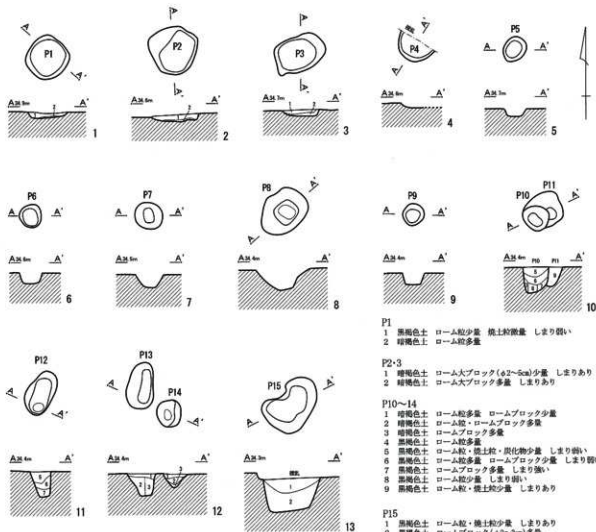 P1
P2
P3
P4
P5
A A'
1
2
3
4
5
P6
P7
P8
P9
P10 P11
A A'
6
7
8
9
10
P12
P13
P14
P15
A A'
11
12
13
P1
1 黒褐色土 ローム粒少量 焼土粒微量 しまり弱い
2 暗褐色土 ローム粒多量
P2・3
1 暗褐色土 ローム大ブロック(φ2~5cm)少量 しまりあり
2 暗褐色土 ローム大ブロック多量 しまりあり
P10~14
1 暗褐色土 ローム粒多量 ロームブロック少量
2 暗褐色土 ローム粒・ロームブロック多量
3 暗褐色土 ロームブロック多量
4 黒褐色土 ローム粒多量
5 黒褐色土 ローム粒・焼土粒・炭化物少量 しまり弱い
6 黒褐色土 ローム粒多量 ロームブロック少量 しまり弱い
7 黒褐色土 ロームブロック多量 しまり強い
8 黒褐色土 ローム粒少量 しまり弱い
9 黒褐色土 ローム粒・焼土粒少量 しまりあり
P15
1 黒褐色土 ローム粒・焼土粒少量 しまりあり